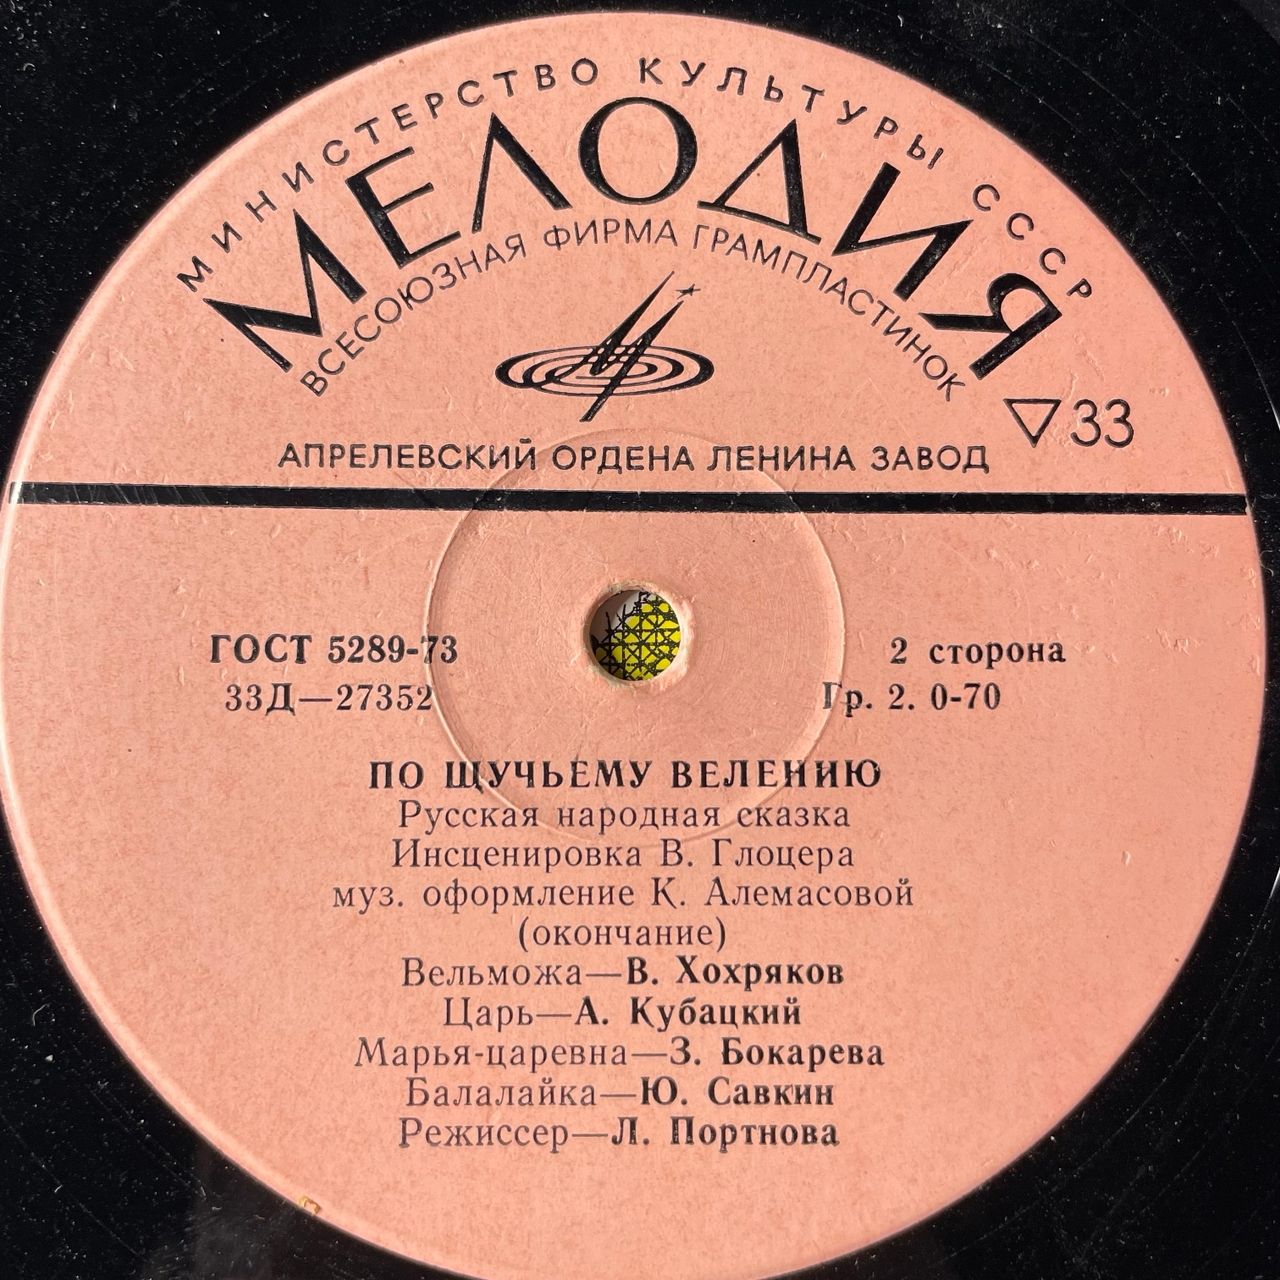 МИНИСТЕРСТВО КУЛЬТУРЫ СССР
МЕЛОДИЯ
ВСЕСОЮЗНАЯ ФИРМА ГРАМПЛАСТИНОК
33
АПРЕЛЕВСКИЙ ОРДЕНА ЛЕНИНА ЗАВОД
ГОСТ 5289-73
2 сторона
33Д—27352
Гр. 2. 0-70
ПО ЩУЧЬЕМУ ВЕЛЕНИЮ
Русская народная сказка
Инсценировка В. Глоцера
муз. оформление К. Алемасовой
(окончание)
Вельможа—В. Хохряков
Царь—А. Кубацкий
Марья-царевна—З. Бокарева
Балалайка—Ю. Савкин
Режиссер—Л. Портнова